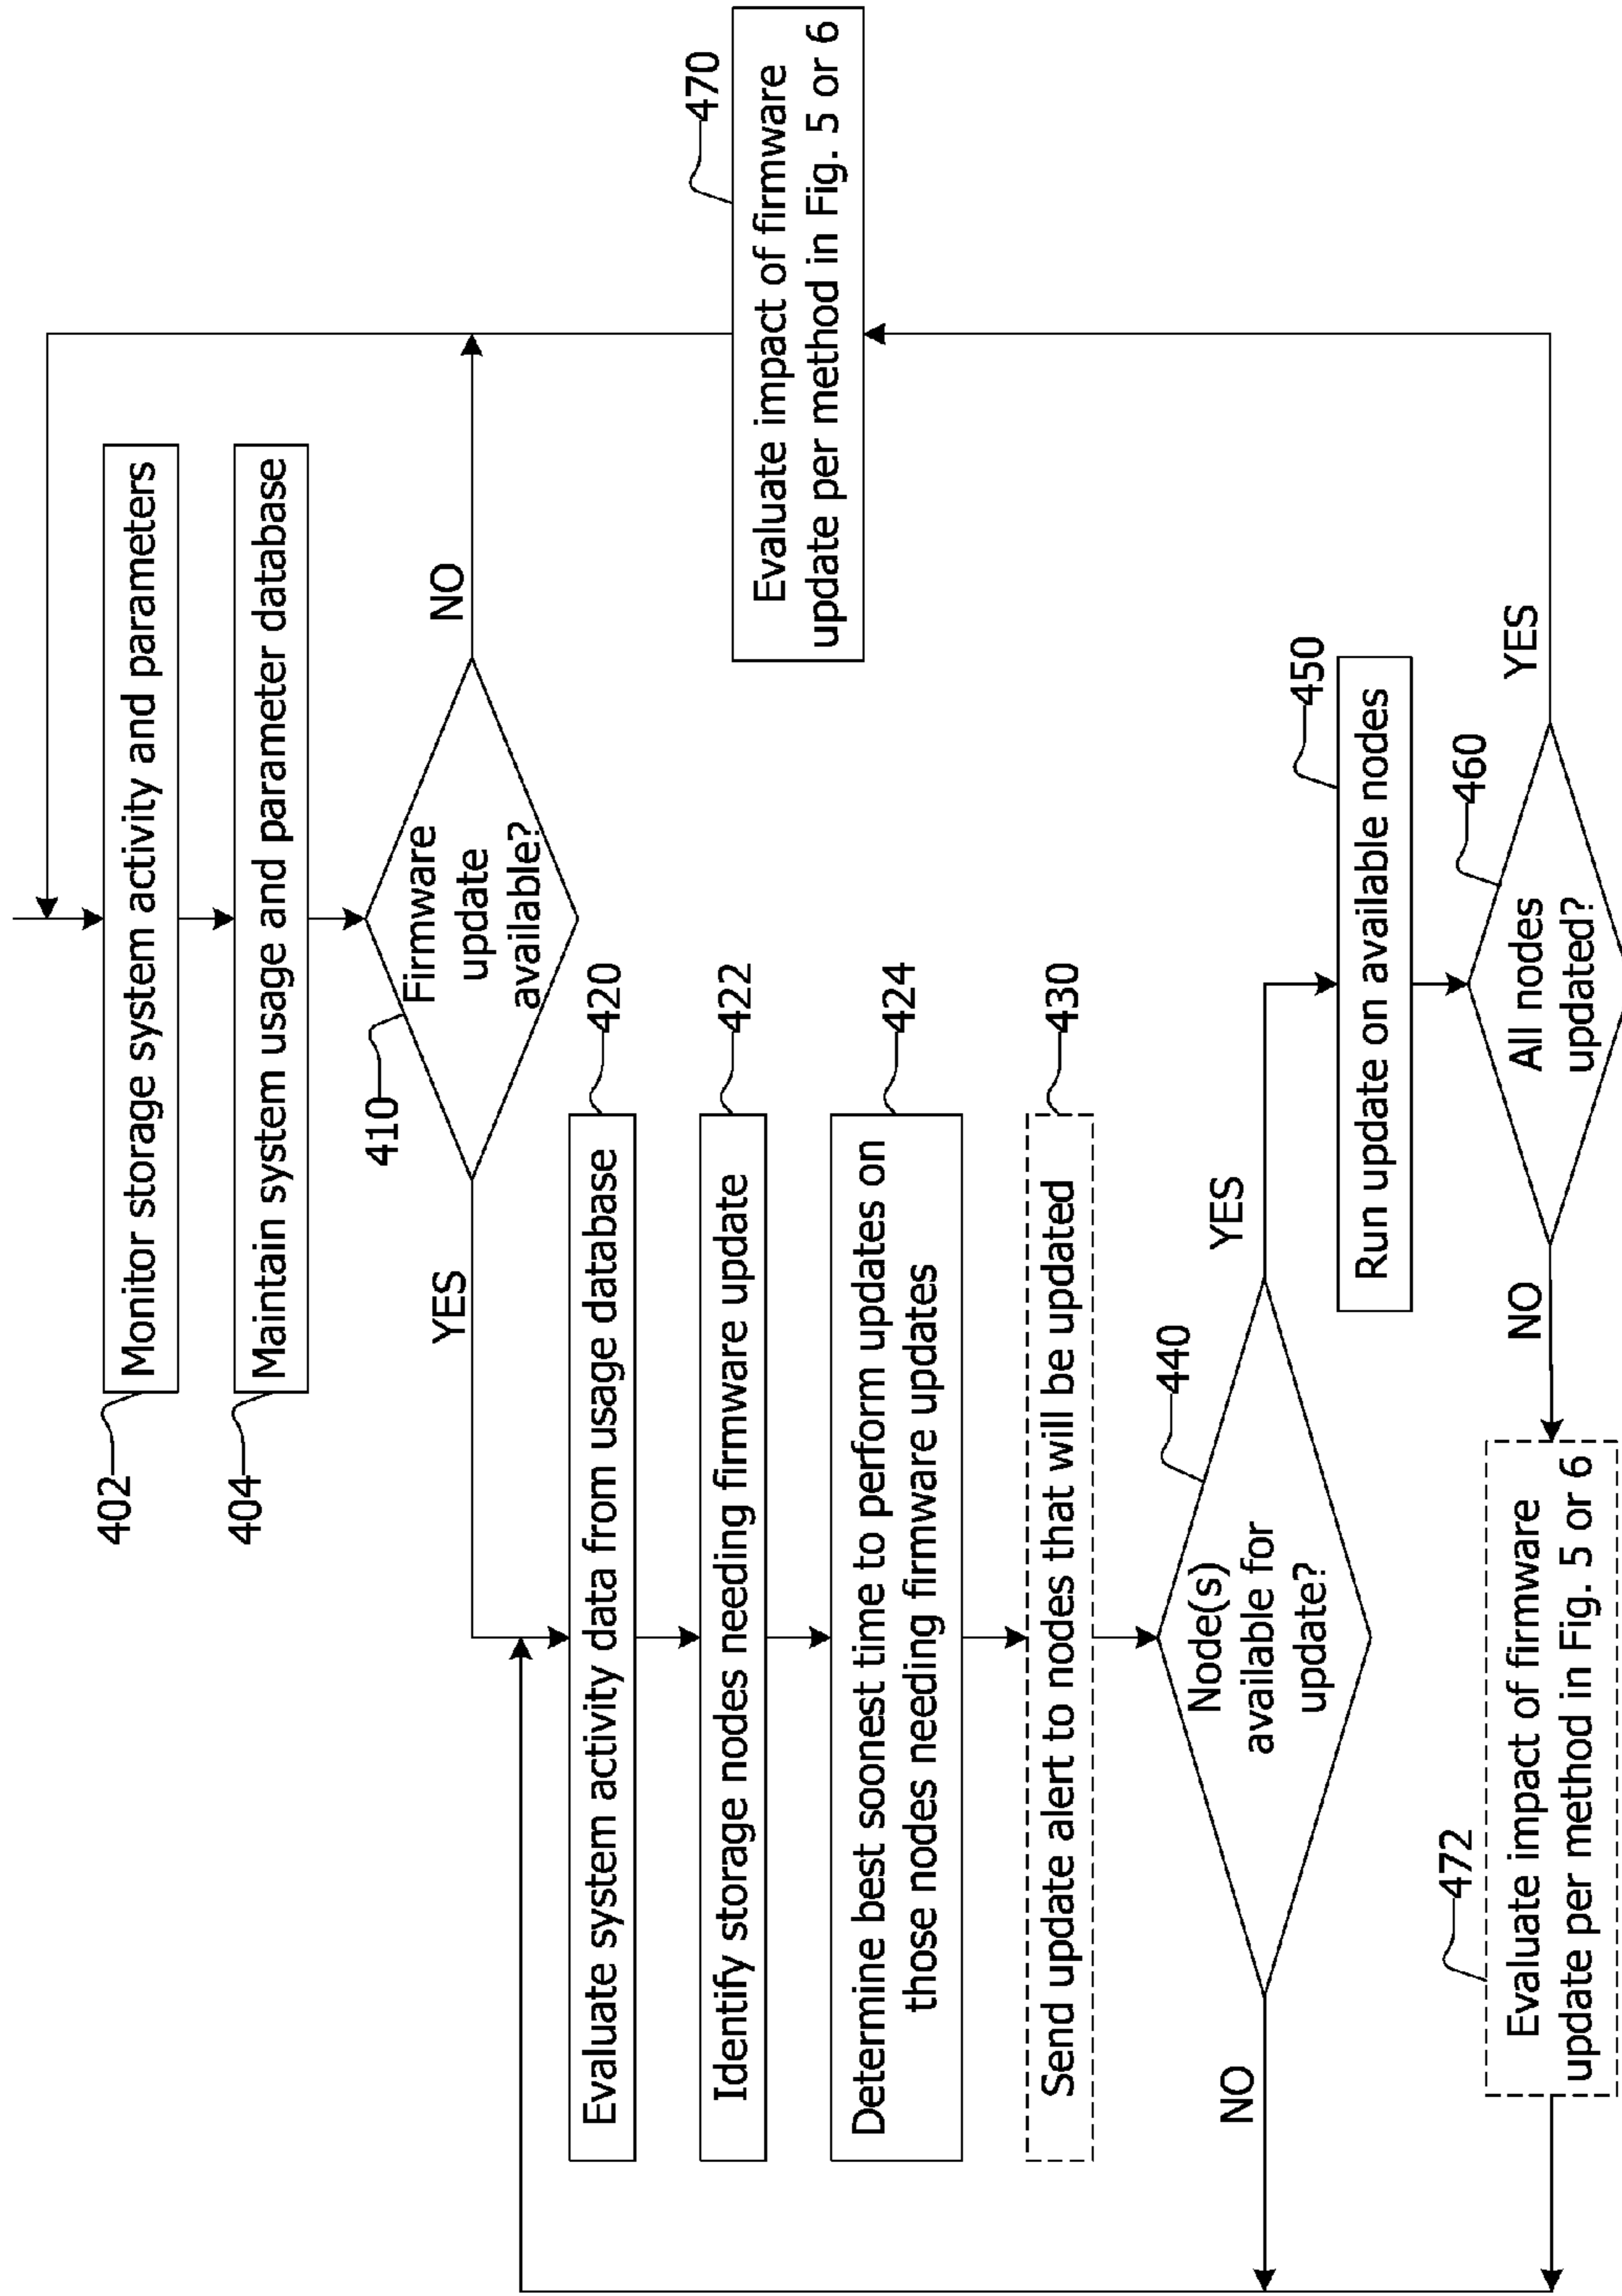 402
Monitor storage system activity and parameters
404
Maintain system usage and parameter database
410
Firmware
update
available?
YES
NO
Evaluate system activity data from usage database
420
Identify storage nodes needing firmware update
422
Determine best soonest time to perform updates on
those nodes needing firmware updates
424
Send update alert to nodes that will be updated
430
440
Node(s)
available for
update?
NO
YES
Run update on available nodes
450
460
All nodes
updated?
NO
YES
472
Evaluate impact of firmware
update per method in Fig. 5 or 6
470
Evaluate impact of firmware
update per method in Fig. 5 or 6